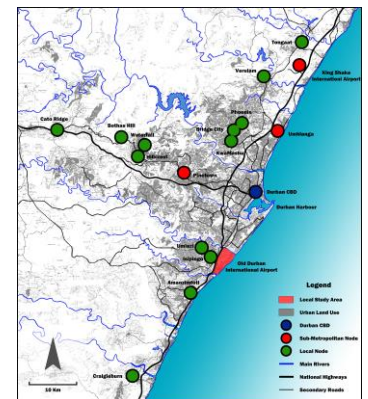 Tongaat
King Shaka
International Airport
Verulam
Phoenix
Bridge City
KwaMashu
Umhlanga
Cato Ridge
Bothas Hill
Waterfall
Hillcrest
Pinetown
Durban CBD
Durban Harbour
Umlazi
Isipingo
Old Durban
International Airport
Amanzimtoti
Craigieburn
10 Km
Legend
Local Study Area
Urban Land Use
Durban CBD
Sub-Metropolitan Node
Local Node
Main Rivers
National Highways
Secondary Roads